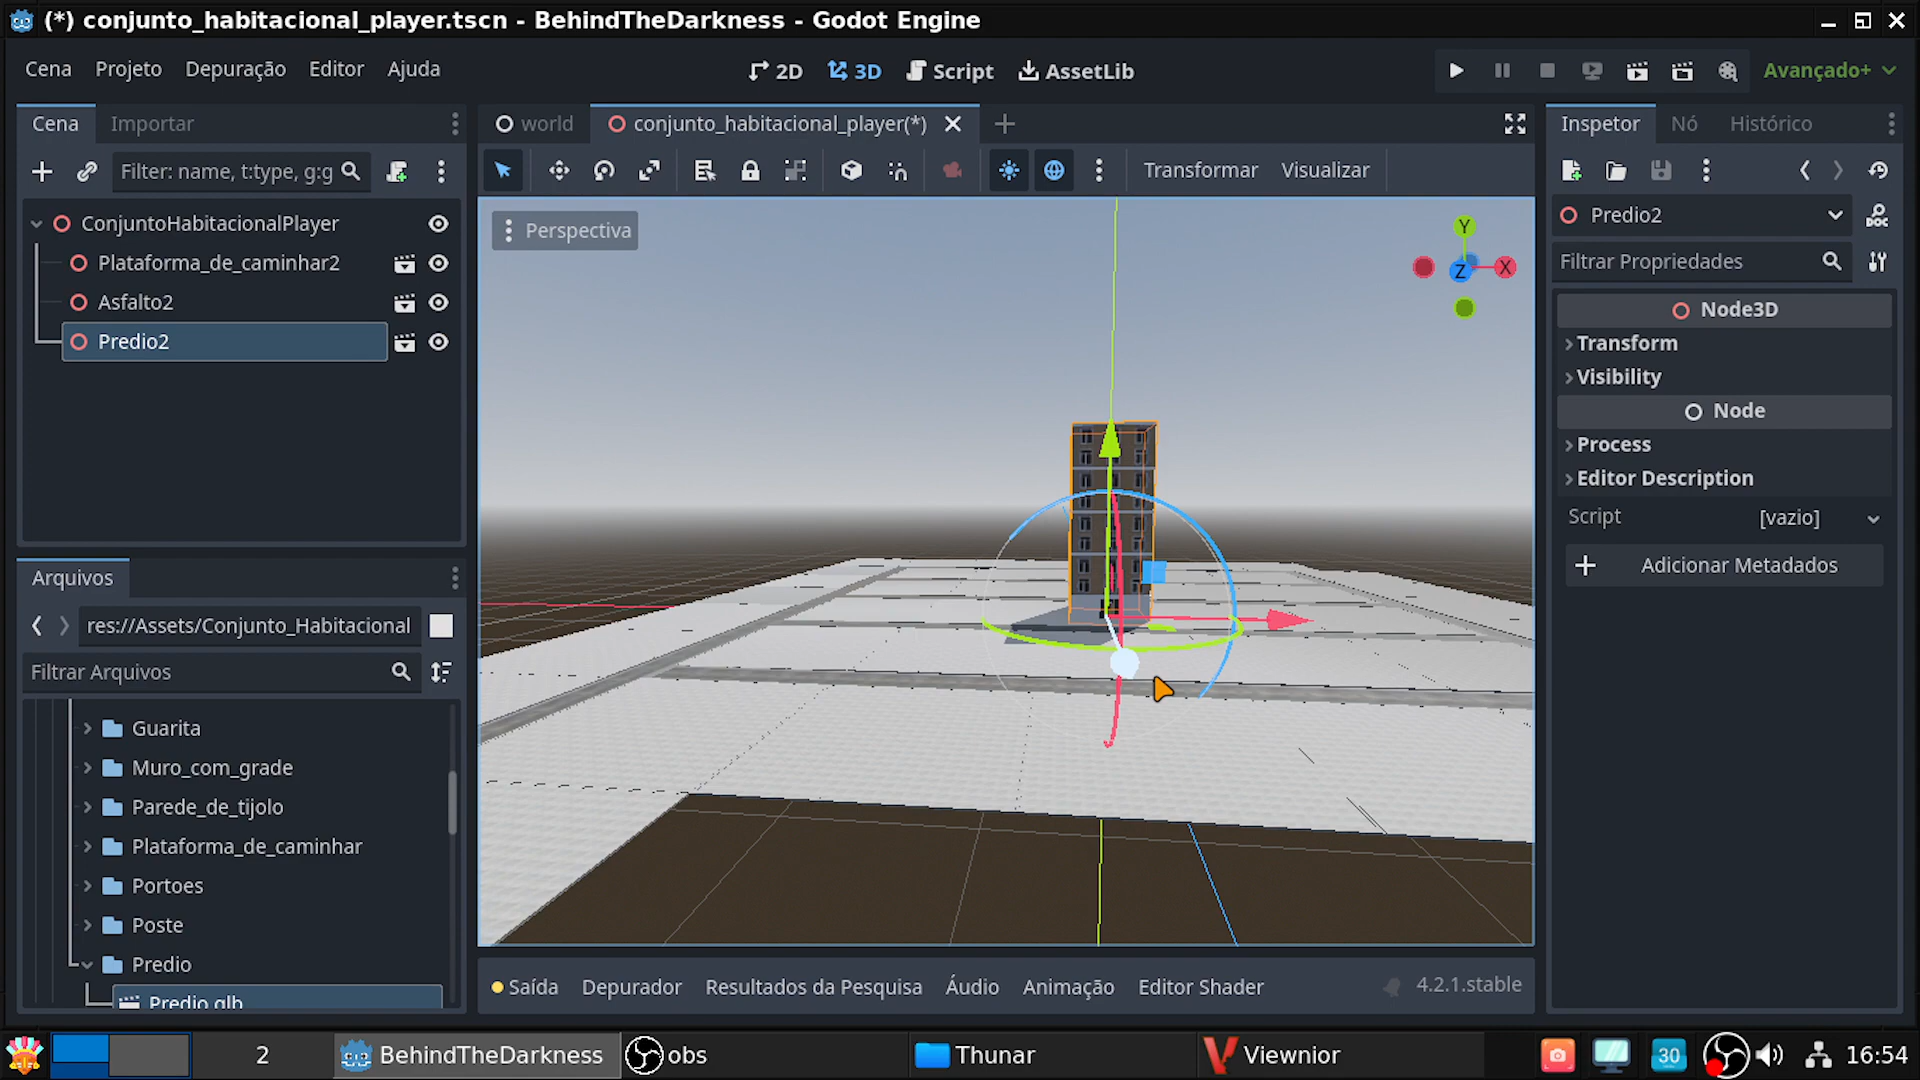 (*) conjunto_habitacional_player.tscn - BehindTheDarkness - Godot Engine
Cena Projeto Depuração Editor Ajuda
2D 3D Script AssetLib
Avançado+
Cena Importar
Filter: name, t:type, g:g
ConjuntoHabitacionalPlayer
Plataforma_de_caminhar2
Asfalto2
Predio2
Arquivos
res://Assets/Conjunto_Habitacional
Filtrar Arquivos
Guarita
Muro_com_grade
Parede_de_tijolo
Plataforma_de_caminhar
Portoes
Poste
Predio
Predio.glb
world conjunto_habitacional_player(*)
Transformar Visualizar
Perspectiva
Y
Z
X
Saída Depurador Resultados da Pesquisa Áudio Animação Editor Shader
4.2.1.stable
Inspetor Nó Histórico
Predio2
DOC
Filtrar Propriedades
Node3D
Transform
Visibility
Node
Process
Editor Description
Script [vazio]
Adicionar Metadados
2 BehindTheDarkness obs Thunar Viewnior 30 16:54